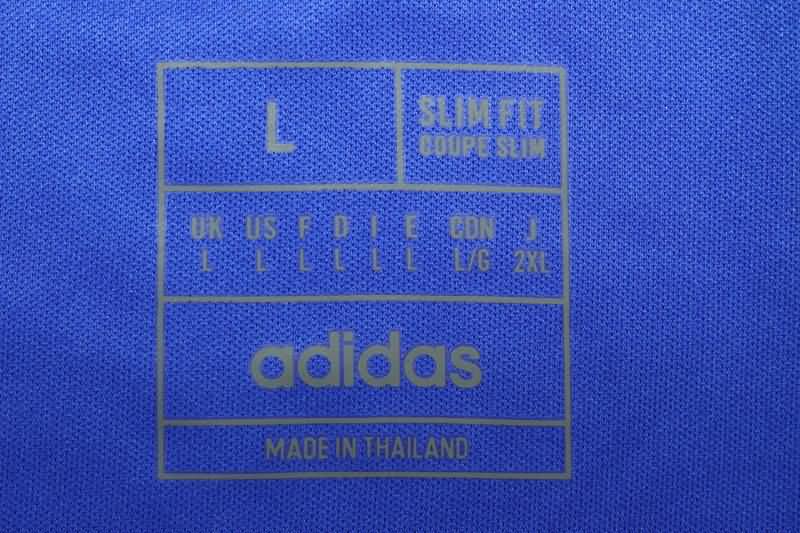 L
SLIM FIT
COUPE SLIM
UK US F D I E CDN J
L L L L L L L/G 2XL
adidas
MADE IN THAILAND